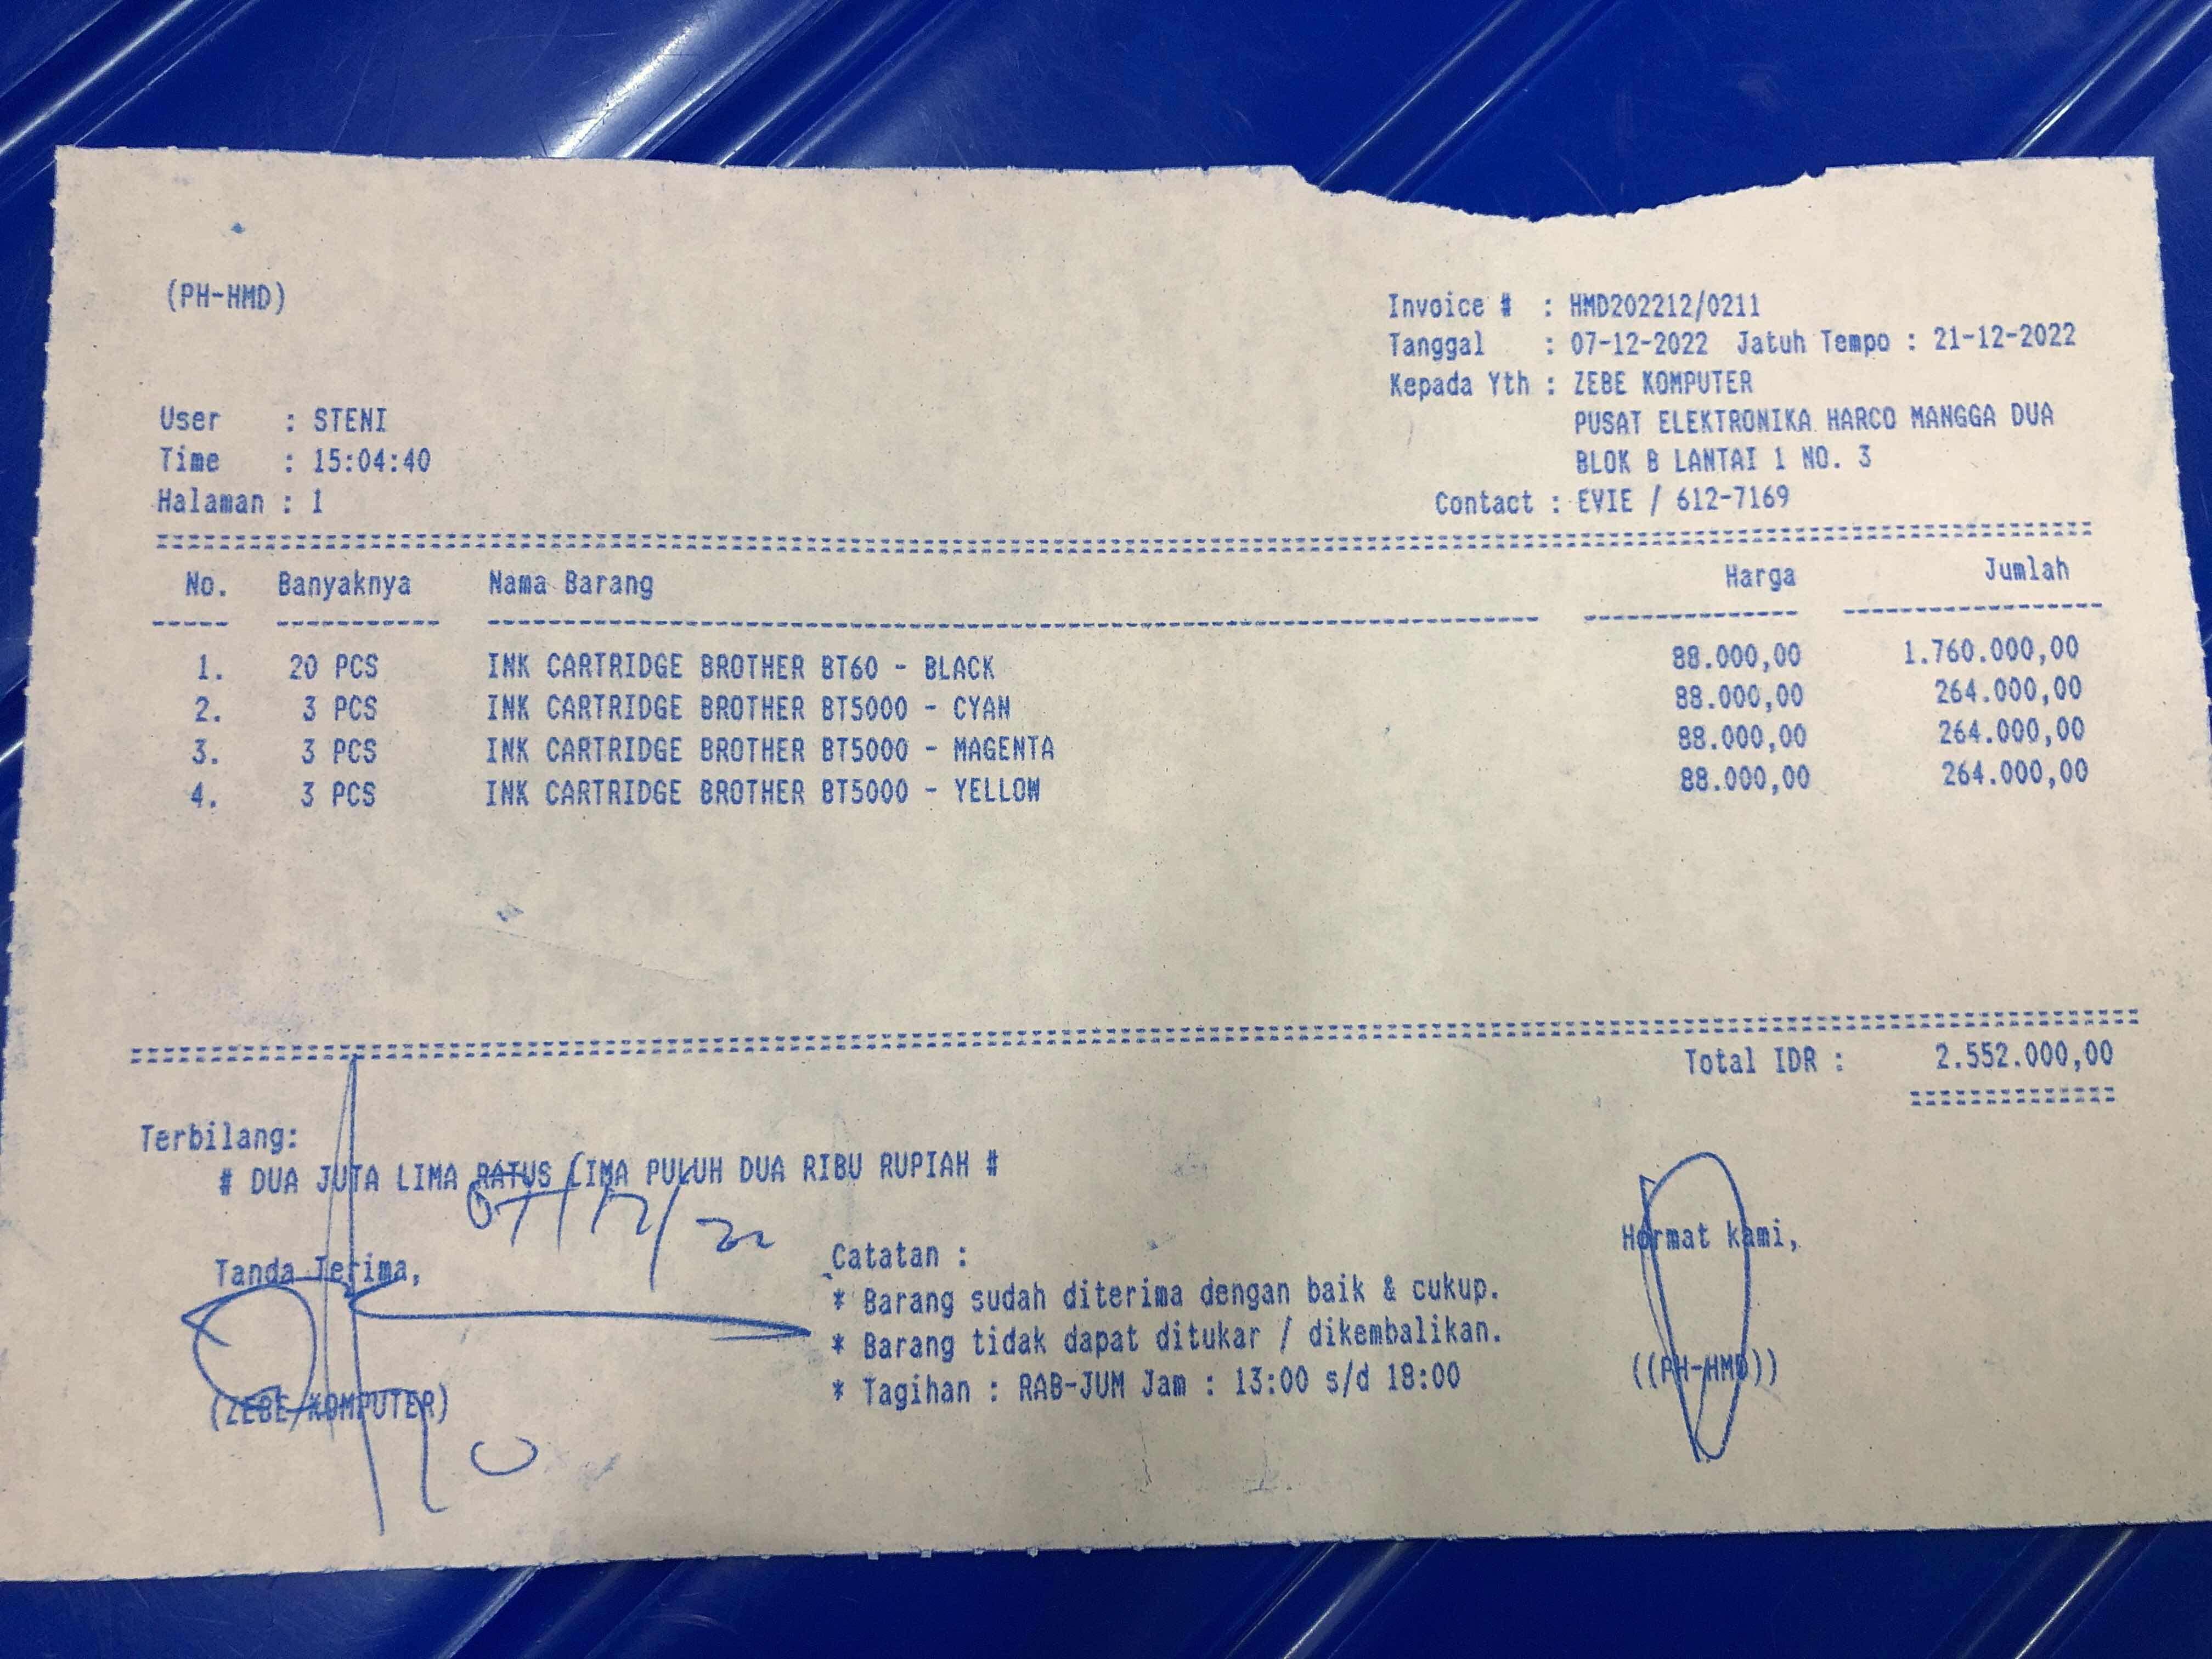 (PH-HMD)
Invoice # : HMD202212/0211
Tanggal : 07-12-2022 Jatuh Tempo : 21-12-2022
Kepada Yth : ZEBE KOMPUTER
PUSAT ELEKTRONIKA HARCO MANGGA DUA
BLOK B LANTAI 1 NO. 3
Contact : EVIE / 612-7169
User : STENI
Time : 15:04:40
Halaman : 1
No. Banyaknya Nama Barang Harga Jumlah
1. 20 PCS INK CARTRIDGE BROTHER BT60 - BLACK 88.000,00 1.760.000,00
2. 3 PCS INK CARTRIDGE BROTHER BT5000 - CYAN 88.000,00 264.000,00
3. 3 PCS INK CARTRIDGE BROTHER BT5000 - MAGENTA 88.000,00 264.000,00
4. 3 PCS INK CARTRIDGE BROTHER BT5000 - YELLOW 88.000,00 264.000,00
Total IDR : 2.552.000,00
Terbilang:
# DUA JUTA LIMA RATUS LIMA PULUH DUA RIBU RUPIAH #
07/12/22
Tanda Terima,
(ZEBE KOMPUTER)
Catatan :
* Barang sudah diterima dengan baik & cukup.
* Barang tidak dapat ditukar / dikembalikan.
* Tagihan : RAB-JUM Jam : 13:00 s/d 18:00
Hormat kami,
((PH-HMD))